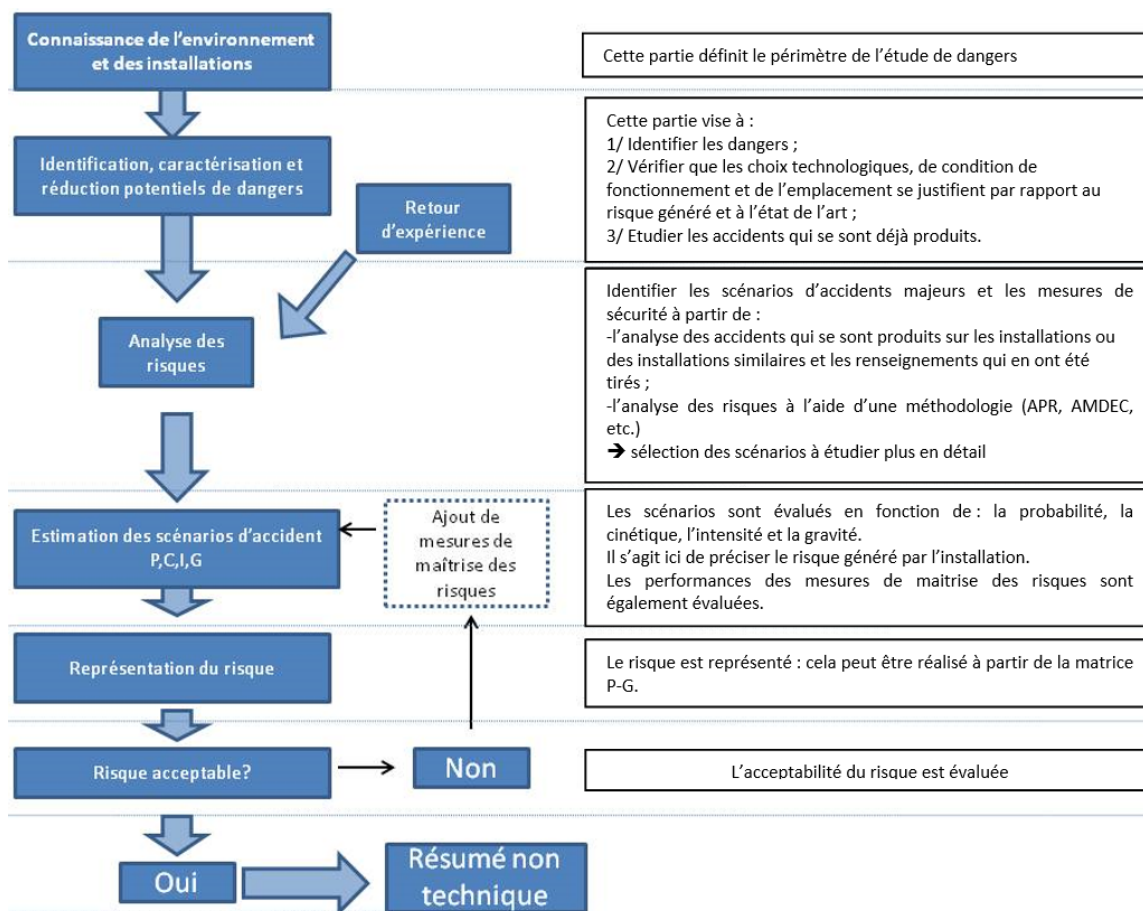 Connaissance de l'environnement
et des installations
Cette partie définit le périmètre de l'étude de dangers
Identification, caractérisation et
réduction potentiels de dangers
Retour
d'expérience
Cette partie vise à :
1/ Identifier les dangers ;
2/ Vérifier que les choix technologiques, de condition de
fonctionnement et de l'emplacement se justifient par rapport au
risque généré et à l'état de l'art ;
3/ Etudier les accidents qui se sont déjà produits.
Analyse des
risques
Identifier les scénarios d'accidents majeurs et les mesures de
sécurité à partir de :
-l'analyse des accidents qui se sont produits sur les installations ou
des installations similaires et les renseignements qui en ont été
tirés ;
-l'analyse des risques à l'aide d'une méthodologie (APR, AMDEC,
etc.)
➔ sélection des scénarios à étudier plus en détail
Estimation des scénarios d'accident
P,C,I,G
Ajout de
mesures de
maîtrise des
risques
Les scénarios sont évalués en fonction de : la probabilité, la
cinétique, l'intensité et la gravité.
Il s'agit ici de préciser le risque généré par l'installation.
Les performances des mesures de maitrise des risques sont
également évaluées.
Représentation du risque
Le risque est représenté : cela peut être réalisé à partir de la matrice
P-G.
Risque acceptable?
Non
L'acceptabilité du risque est évaluée
Oui
Résumé non
technique